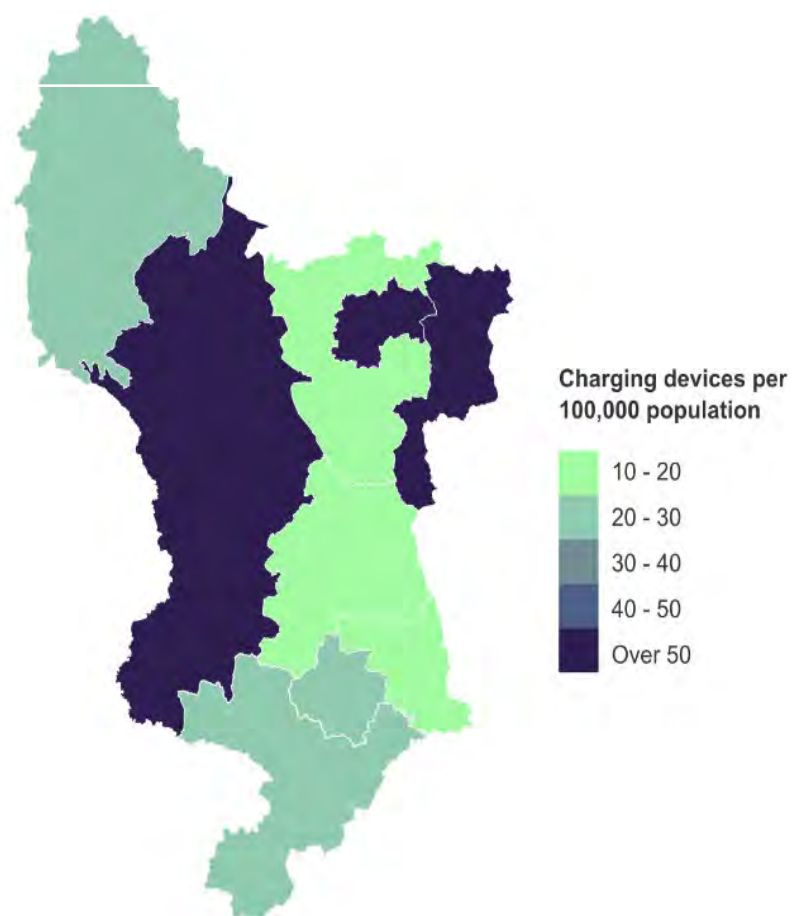 Charging devices per
100,000 population
10 - 20
20 - 30
30 - 40
40 - 50
Over 50